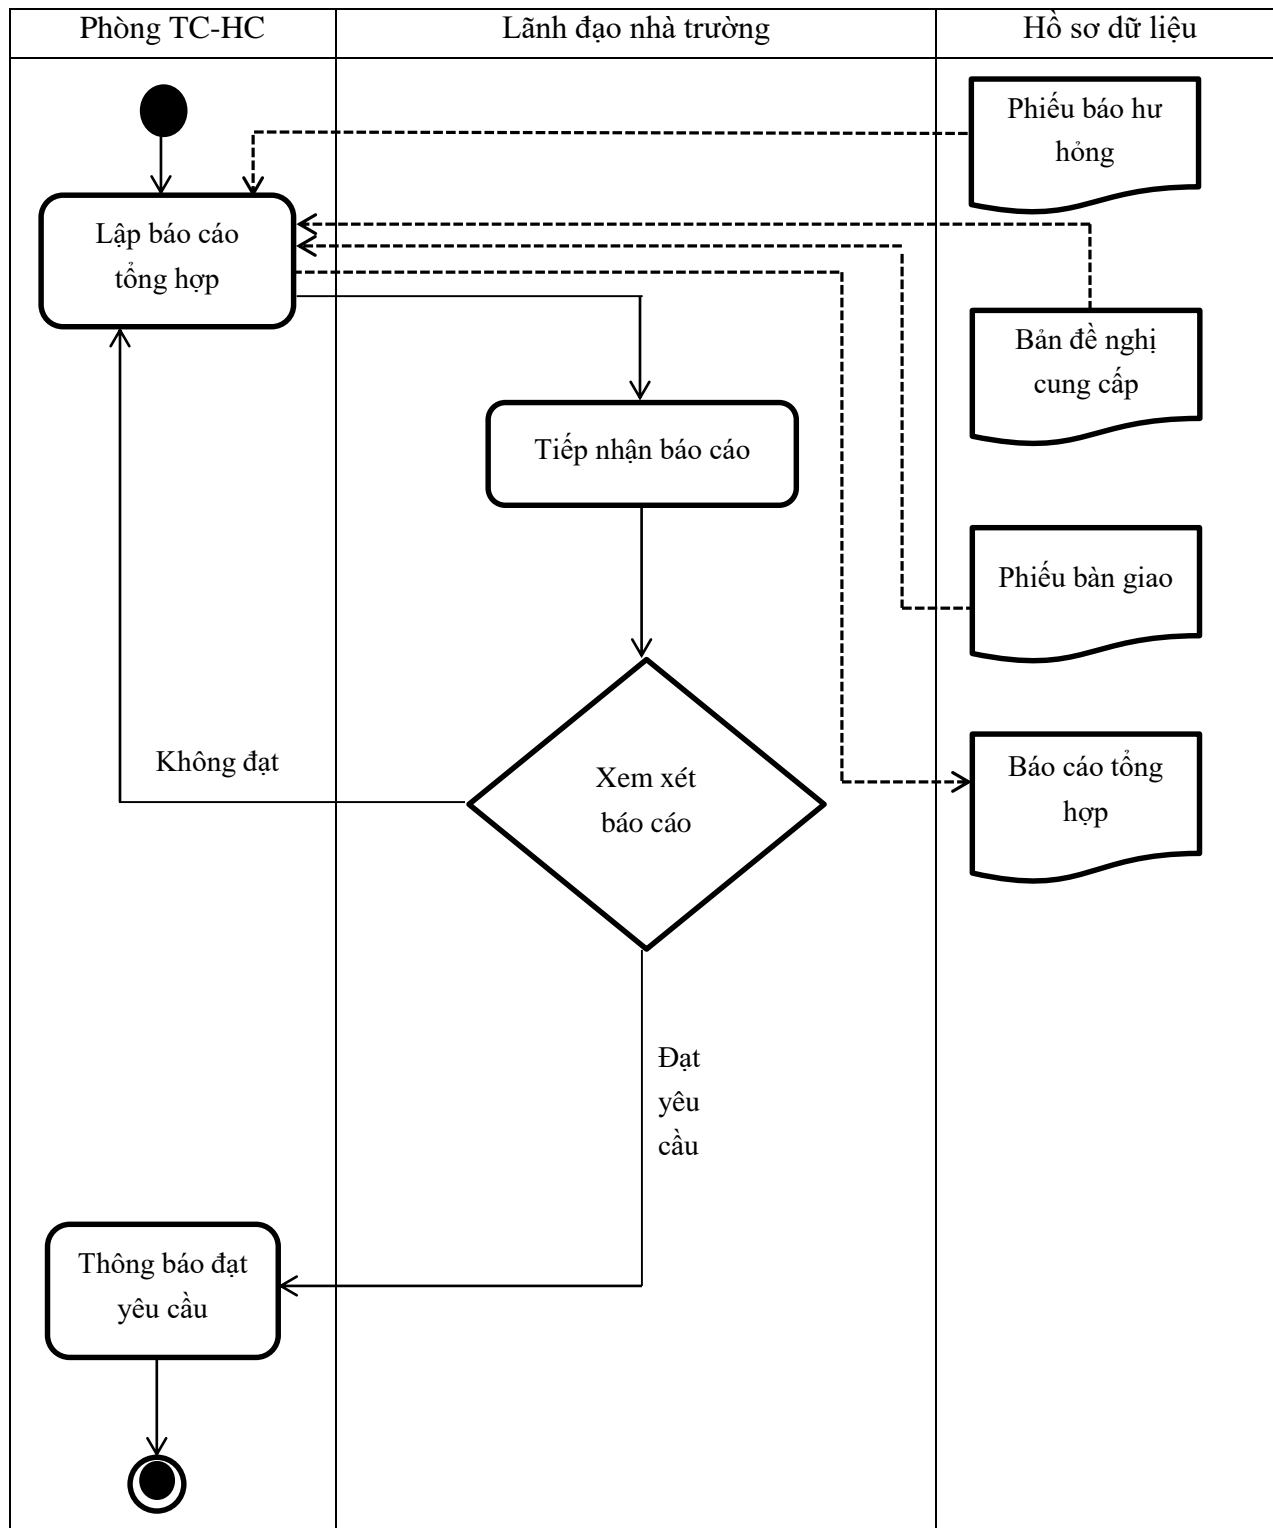 Phòng TC-HC
Lãnh đạo nhà trường
Hồ sơ dữ liệu
Phiếu báo hư
hỏng
Lập báo cáo
tổng hợp
Bản đề nghị
cung cấp
Tiếp nhận báo cáo
Phiếu bàn giao
Không đạt
Xem xét
báo cáo
Báo cáo tổng
hợp
Đạt
yêu
cầu
Thông báo đạt
yêu cầu